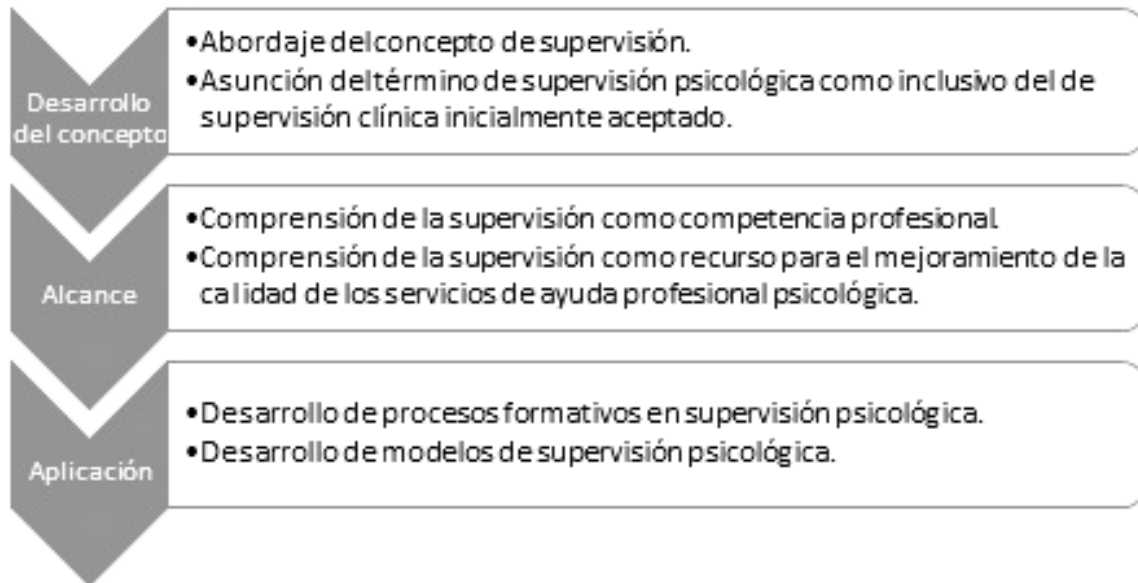 Desarrollo
del concepto
•Abordaje del concepto de supervisión.
•Asunción del término de supervisión psicológica como inclusivo del de
supervisión clínica inicialmente aceptado.
Alcance
•Comprensión de la supervisión como competencia profesional.
•Comprensión de la supervisión como recurso para el mejoramiento de la
calidad de los servicios de ayuda profesional psicológica.
Aplicación
•Desarrollo de procesos formativos en supervisión psicológica.
•Desarrollo de modelos de supervisión psicológica.